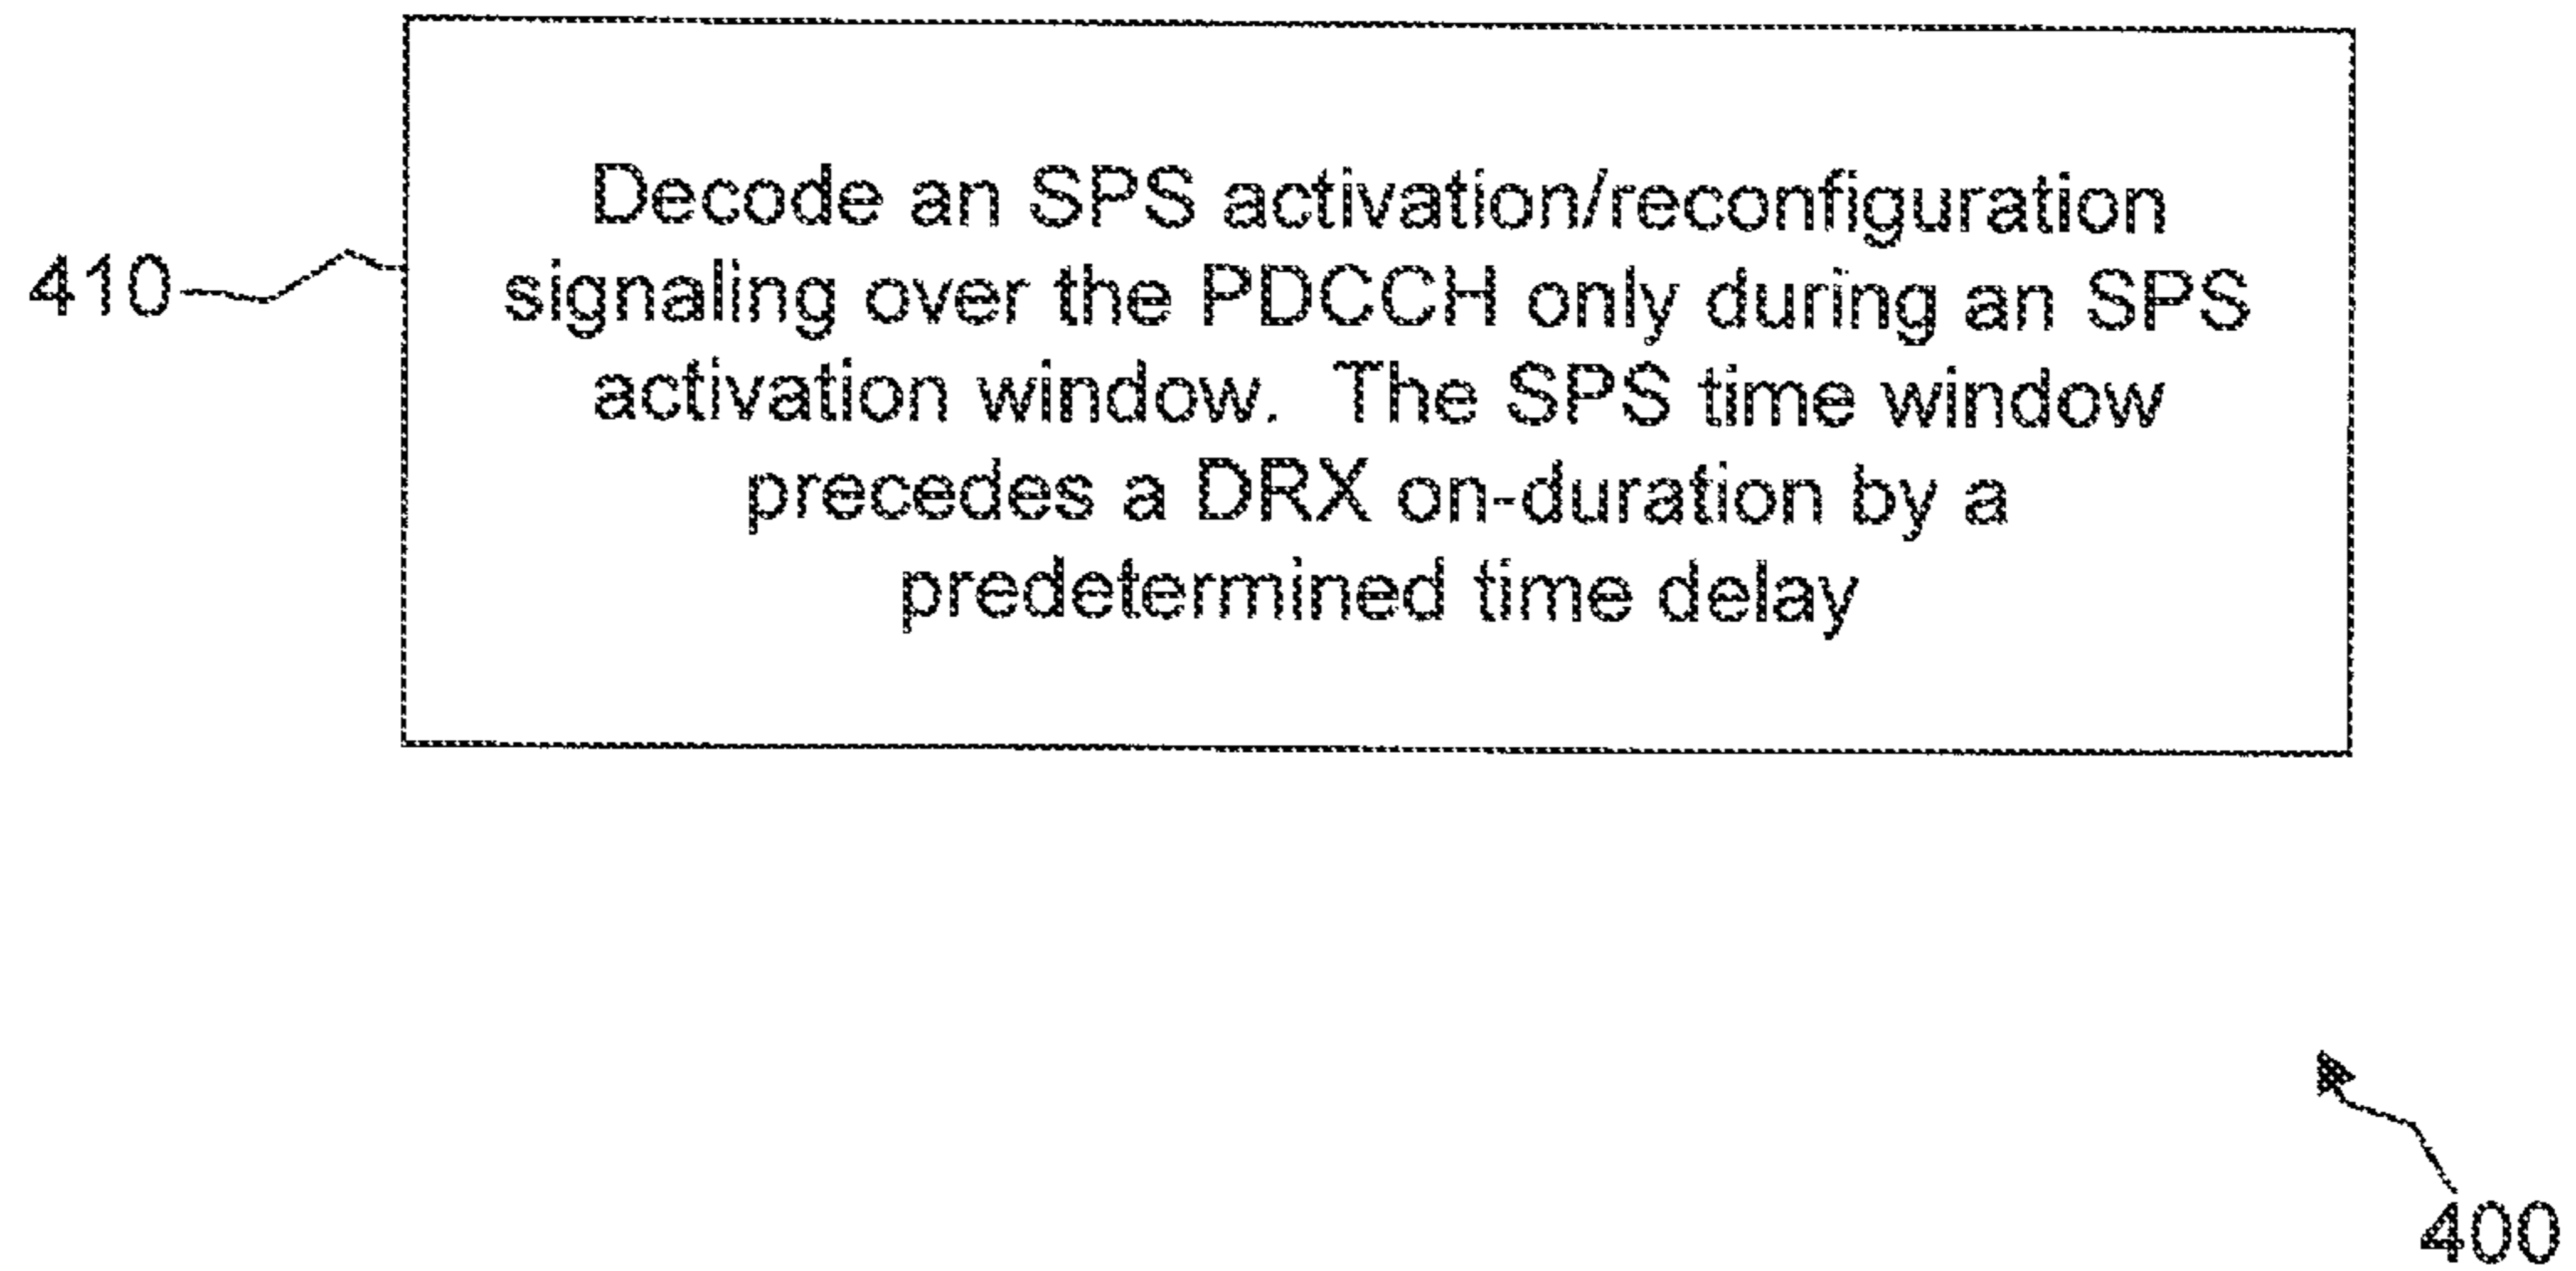 Decode an SPS activation/reconfiguration
410
signaling over the PDCCH only during an SPS
activation window.  The SPS time window
precedes a DRX on-duration by a
predetermined time delay
400